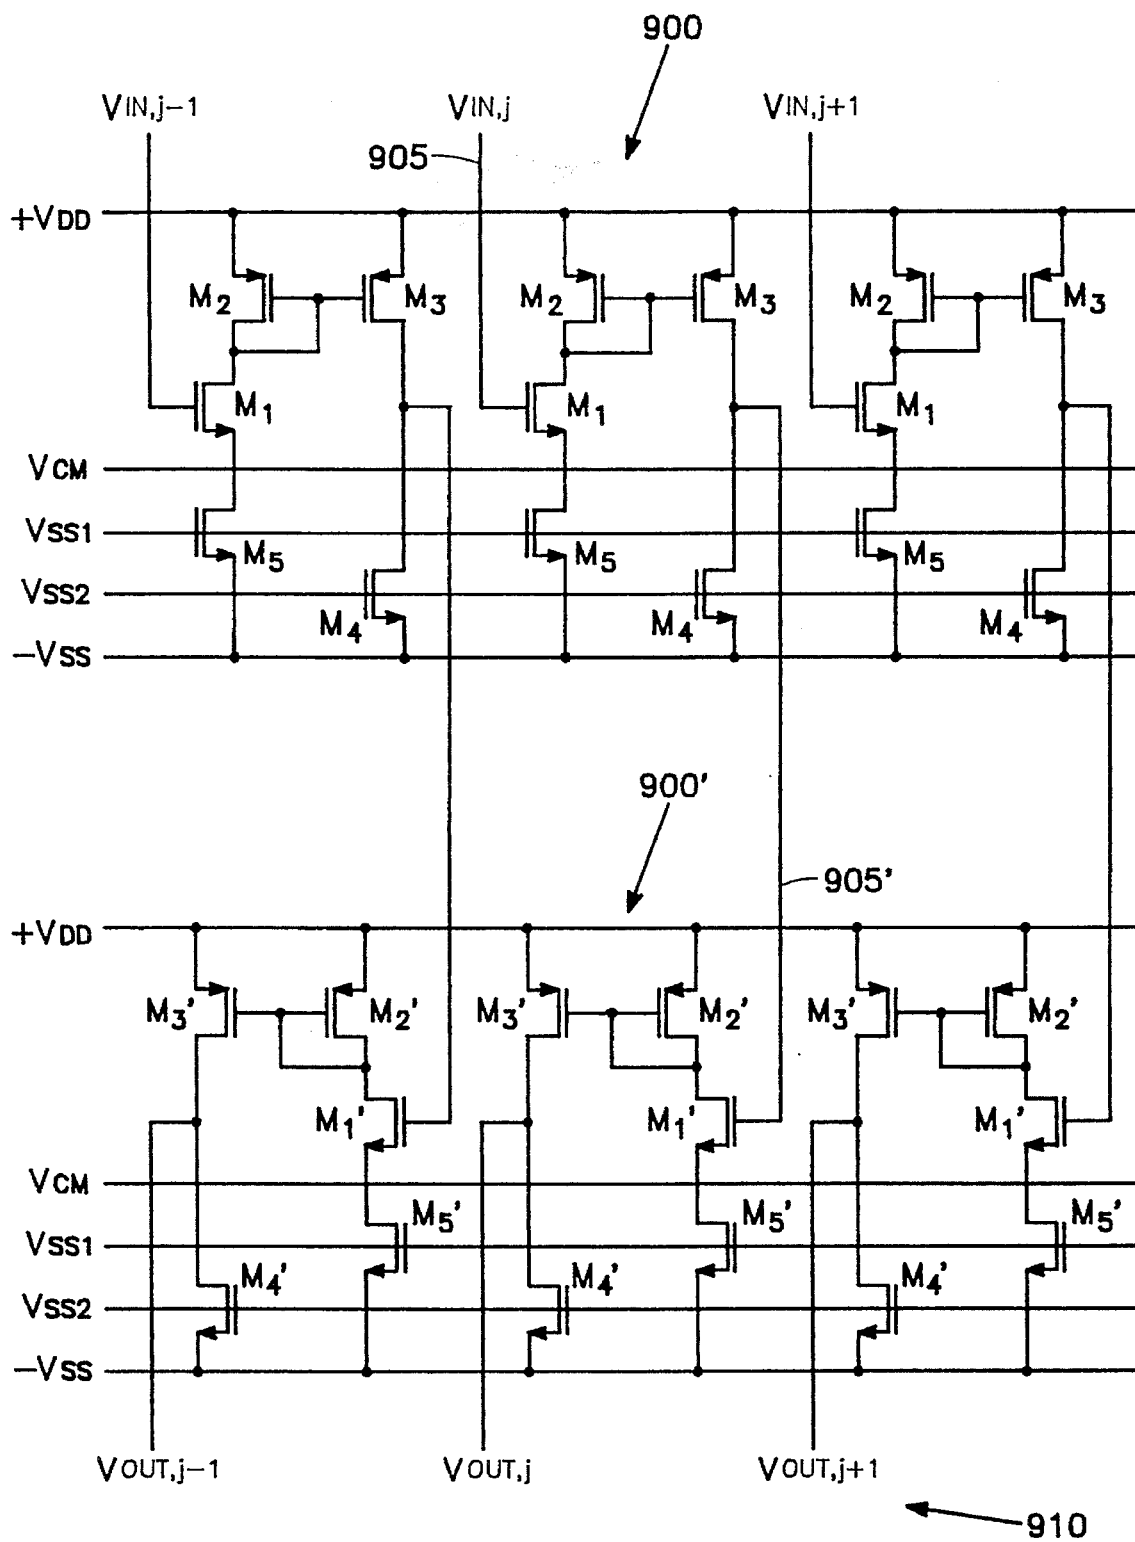 900
VIN,j-1 VIN,j VIN,j+1
905
+VDD
M2 M3 M2 M3 M2 M3
M1 M1 M1
VCM
VSS1
M5 M5 M5
VSS2
M4 M4 M4
-VSS
900'
905'
+VDD
M3' M2' M3' M2' M3' M2'
M1' M1' M1'
VCM
M5' M5' M5'
VSS1
M4' M4' M4'
VSS2
-VSS
VOUT,j-1 VOUT,j VOUT,j+1
910